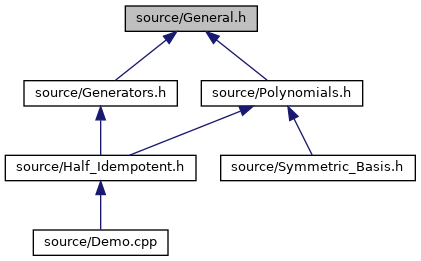 source/General.h
source/Generators.h
source/Polynomials.h
source/Half_Idempotent.h
source/Symmetric_Basis.h
source/Demo.cpp